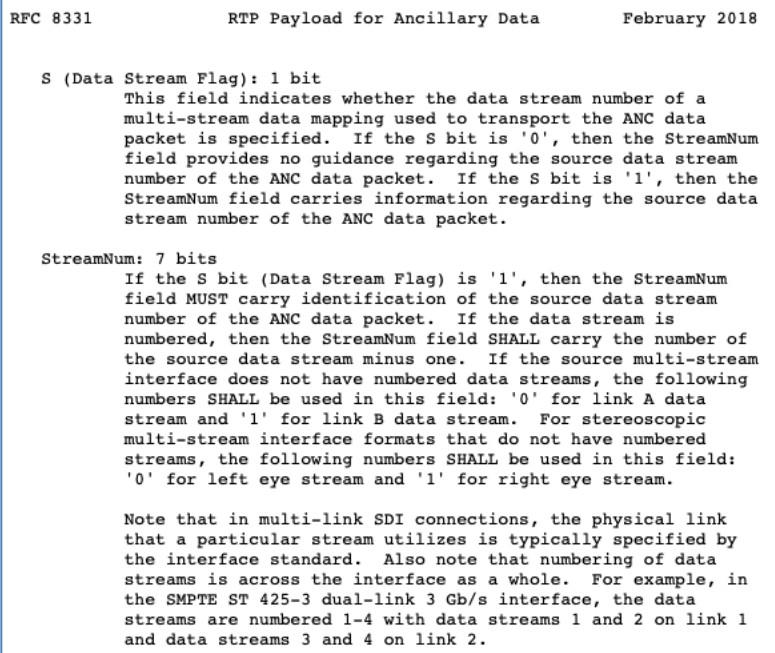 RFC 8331 RTP Payload for Ancillary Data February 2018
S (Data Stream Flag): 1 bit
This field indicates whether the data stream number of a
multi-stream data mapping used to transport the ANC data
packet is specified. If the S bit is '0', then the StreamNum
field provides no guidance regarding the source data stream
number of the ANC data packet. If the S bit is '1', then the
StreamNum field carries information regarding the source data
stream number of the ANC data packet.
StreamNum: 7 bits
If the S bit (Data Stream Flag) is '1', then the StreamNum
field MUST carry identification of the source data stream
number of the ANC data packet. If the data stream is
numbered, then the StreamNum field SHALL carry the number of
the source data stream minus one. If the source multi-stream
interface does not have numbered data streams, the following
numbers SHALL be used in this field: '0' for link A data
stream and '1' for link B data stream. For stereoscopic
multi-stream interface formats that do not have numbered
streams, the following numbers SHALL be used in this field:
'0' for left eye stream and '1' for right eye stream.
Note that in multi-link SDI connections, the physical link
that a particular stream utilizes is typically specified by
the interface standard. Also note that numbering of data
streams is across the interface as a whole. For example, in
the SMPTE ST 425-3 dual-link 3 Gb/s interface, the data
streams are numbered 1-4 with data streams 1 and 2 on link 1
and data streams 3 and 4 on link 2.